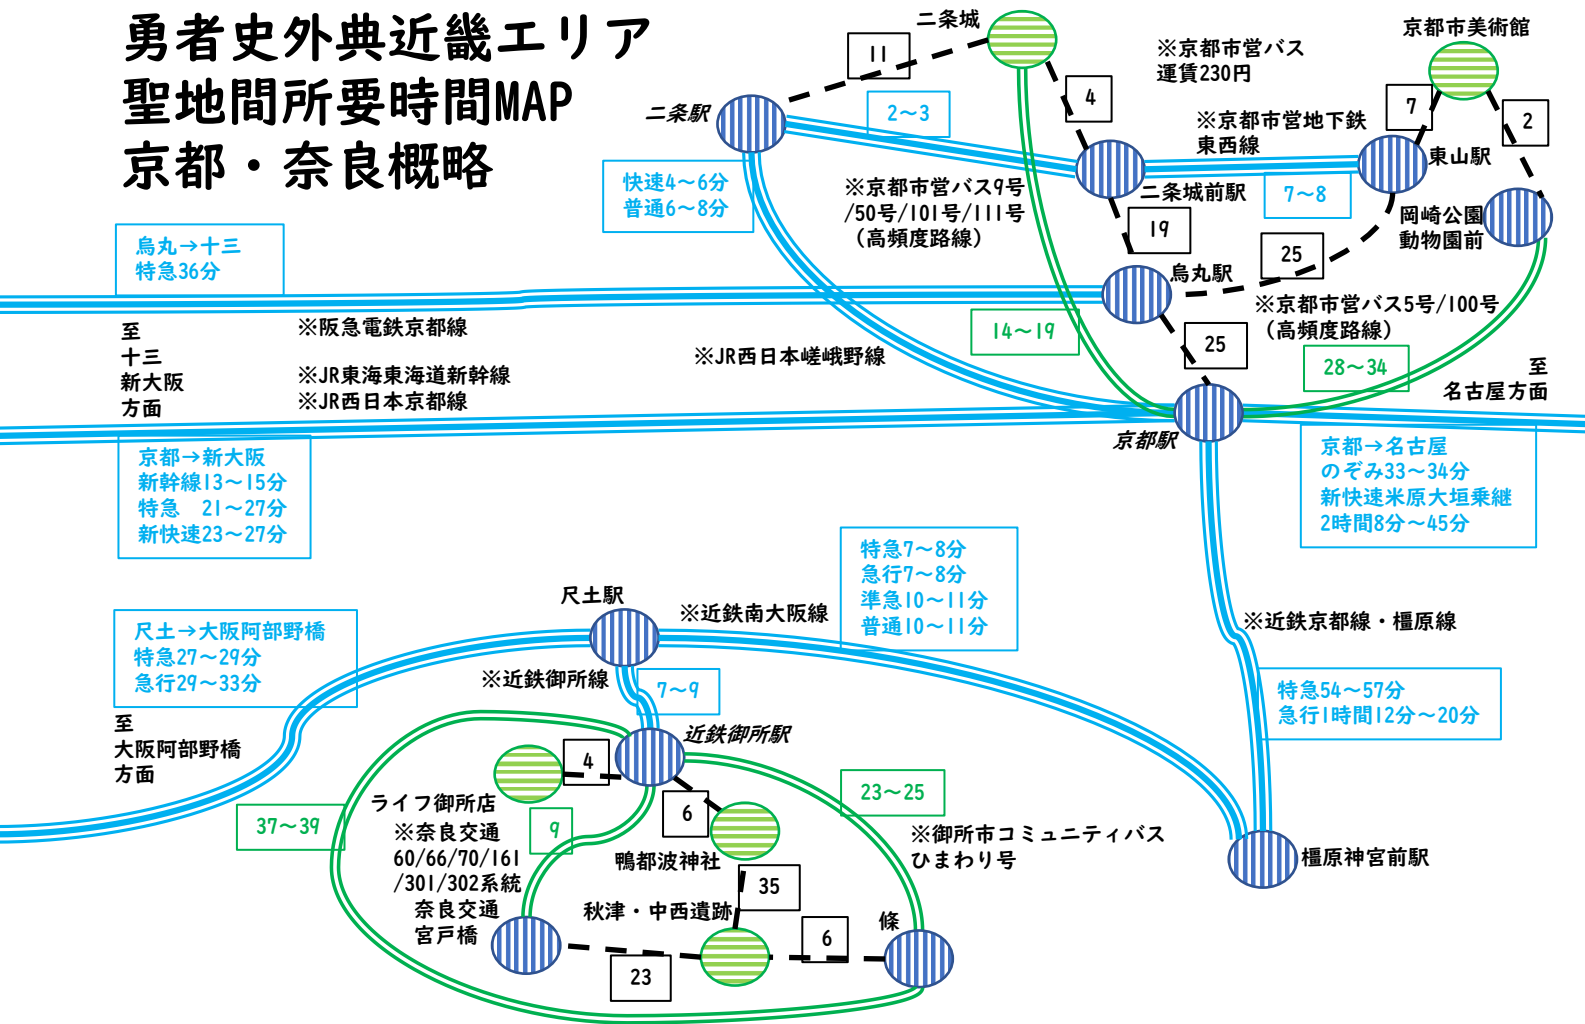 勇者史外典近畿エリア
聖地間所要時間MAP
京都・奈良概略
二条城
11
4
※京都市営バス
運賃230円
京都市美術館
7
2
二条駅
2～3
※京都市営地下鉄
東西線
東山駅
快速4～6分
普通6～8分
※京都市営バス9号
/50号/101号/111号
（高頻度路線）
二条城前駅
7～8
岡崎公園
動物園前
19
25
烏丸→十三
特急36分
烏丸駅
※京都市営バス5号/100号
（高頻度路線）
至
十三
新大阪
方面
※阪急電鉄京都線
※JR東海東海道新幹線
※JR西日本京都線
※JR西日本嵯峨野線
14～19
25
28～34
至
名古屋方面
京都駅
京都→新大阪
新幹線13～15分
特急　21～27分
新快速23～27分
京都→名古屋
のぞみ33～34分
新快速米原大垣乗継
2時間8分～45分
特急7～8分
急行7～8分
準急10～11分
普通10～11分
尺土駅
※近鉄南大阪線
※近鉄京都線・橿原線
尺土→大阪阿部野橋
特急27～29分
急行29～33分
※近鉄御所線
7～9
特急54～57分
急行1時間12分～20分
至
大阪阿部野橋
方面
近鉄御所駅
4
ライフ御所店
6
23～25
37～39
※奈良交通
60/66/70/161
/301/302系統
9
鴨都波神社
※御所市コミュニティバス
ひまわり号
橿原神宮前駅
35
奈良交通
宮戸橋
秋津・中西遺跡
6
條
23